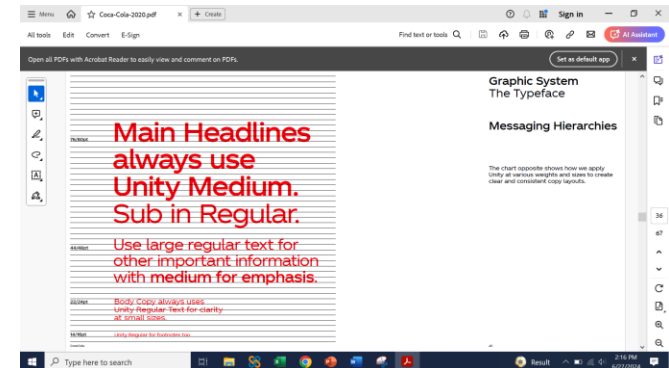 Menu
Coca-Cola-2020.pdf
Create
Sign in
All tools Edit Convert E-Sign
Find text or tools
AI Assistant
Open all PDFs with Acrobat Reader to easily view and comment on PDFs.
Set as default app
Graphic System
The Typeface
Messaging Hierarchies
The chart opposite shows how we apply
Unity at various weights and sizes to create
clear and consistent copy layouts.
Main Headlines
always use
Unity Medium.
Sub in Regular.
Use large regular text for
other important information
with medium for emphasis.
Body Copy always uses
Unity Regular Text for clarity
at small sizes.
Unity Regular for footnotes too.
36
67
Type here to search
Result
2:16 PM
6/27/2024